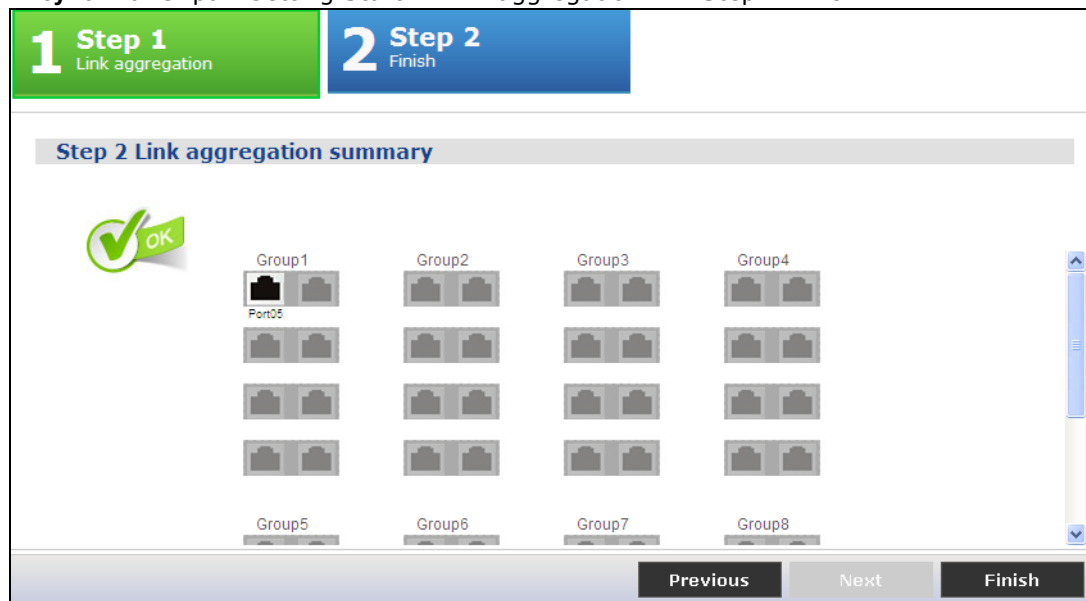 1 Step 1
Link aggregation
2 Step 2
Finish
Step 2 Link aggregation summary
OK
Group1 Group2 Group3 Group4
Port05
Group5 Group6 Group7 Group8
Previous Next Finish